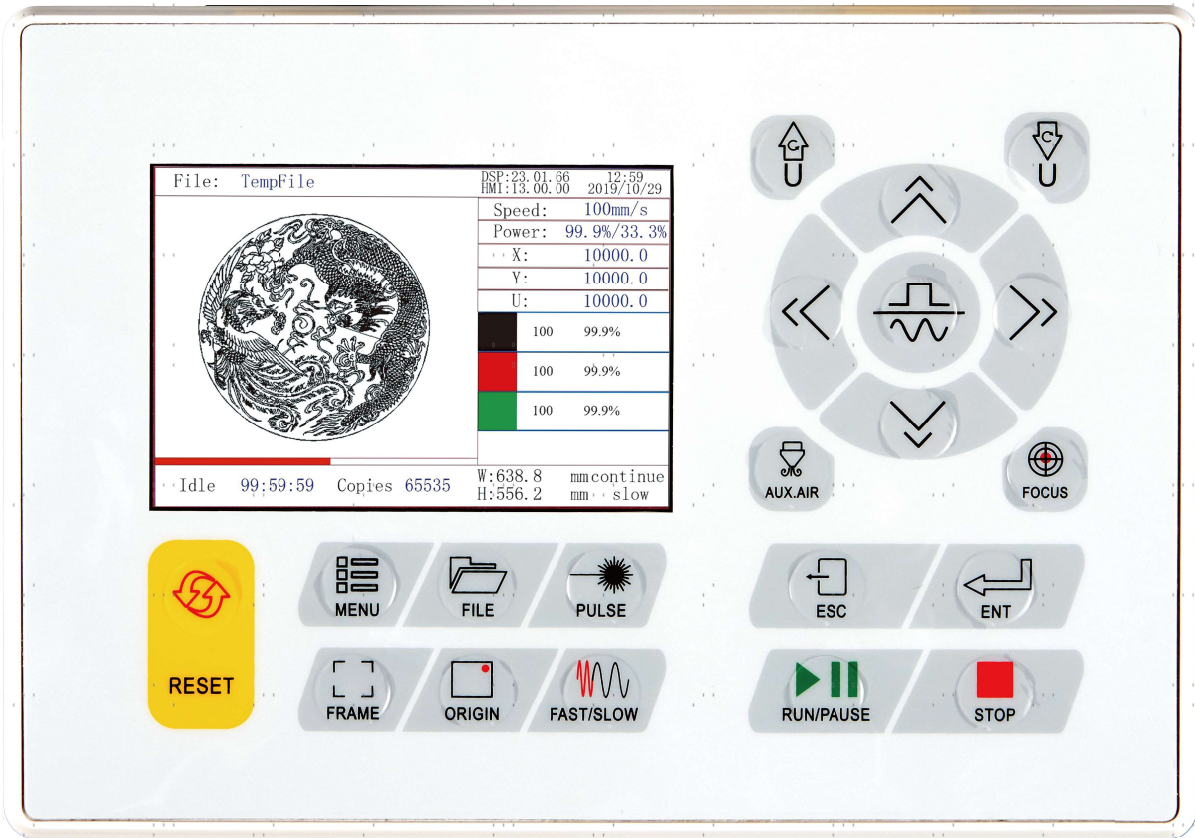 File: TempFile
DSP:23.01.66 12:59
HMI:13.00.00 2019/10/29
Speed: 100mm/s
Power: 99.9%/33.3%
X: 10000.0
Y: 10000.0
U: 10000.0
100 99.9%
100 99.9%
100 99.9%
Idle 99:59:59 Copies 65535
W:638.8 mm continue
H:556.2 mm slow
U
U
AUX.AIR
FOCUS
RESET
MENU
FILE
PULSE
ESC
ENT
FRAME
ORIGIN
FAST/SLOW
RUN/PAUSE
STOP